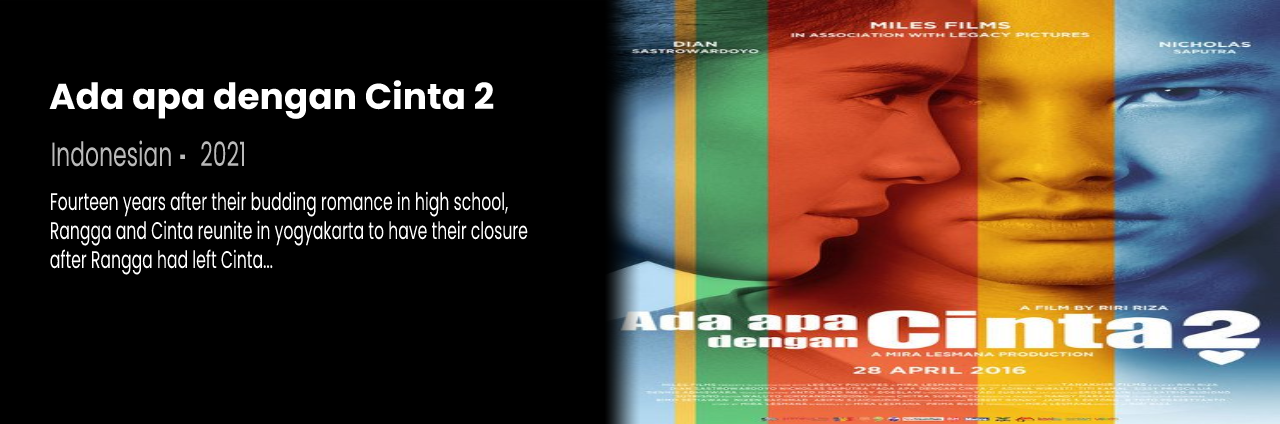 Ada apa dengan Cinta 2
Indonesian · 2021
Fourteen years after their budding romance in high school,
Rangga and Cinta reunite in yogyakarta to have their closure
after Rangga had left Cinta...
MILES FILMS
IN ASSOCIATION WITH LEGACY PICTURES
DIAN
SASTROWARDOYO
NICHOLAS
SAPUTRA
A FILM BY RIRI RIZA
Ada apa
dengan
Cinta 2
A MIRA LESMANA PRODUCTION
28 APRIL 2016